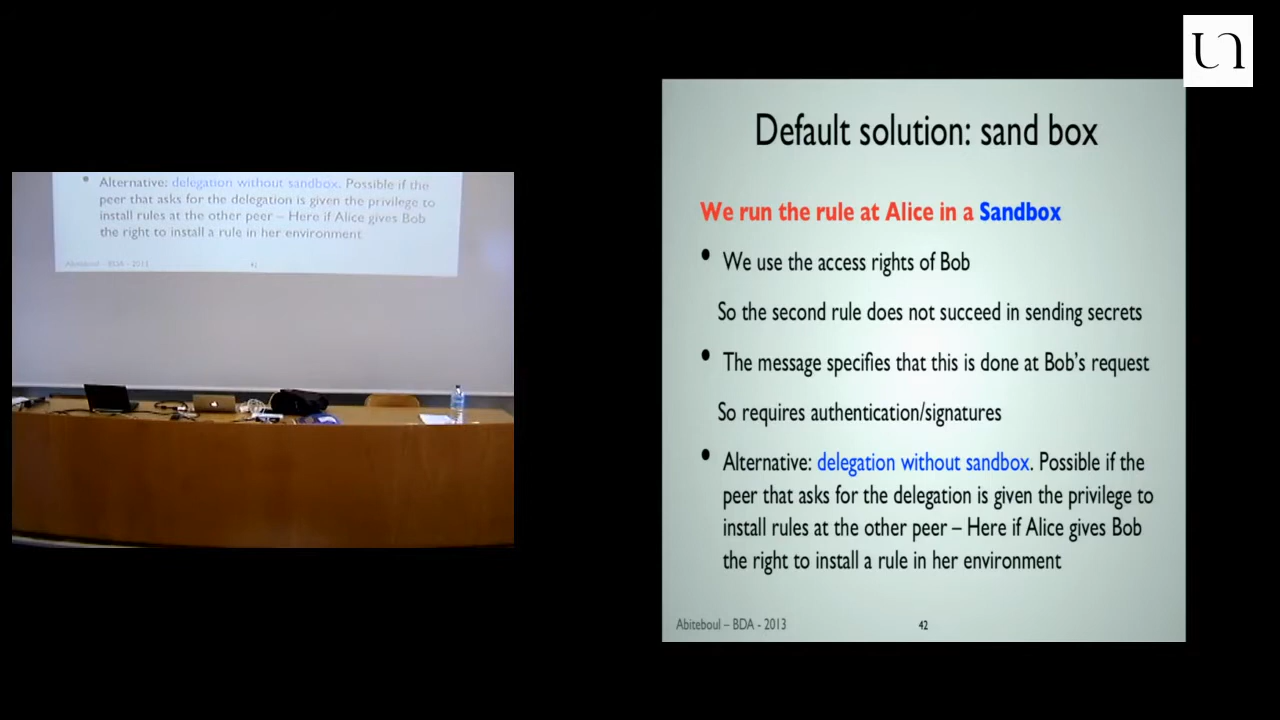 Alternative: delegation without sandbox. Possible if the
peer that asks for the delegation is given the privilege to
install rules at the other peer – Here if Alice gives Bob
the right to install a rule in her environment
Abiteboul – BDA - 2013
42
Default solution: sand box
We run the rule at Alice in a Sandbox
• We use the access rights of Bob
So the second rule does not succeed in sending secrets
• The message specifies that this is done at Bob's request
So requires authentication/signatures
• Alternative: delegation without sandbox. Possible if the
peer that asks for the delegation is given the privilege to
install rules at the other peer – Here if Alice gives Bob
the right to install a rule in her environment
Abiteboul – BDA - 2013
42